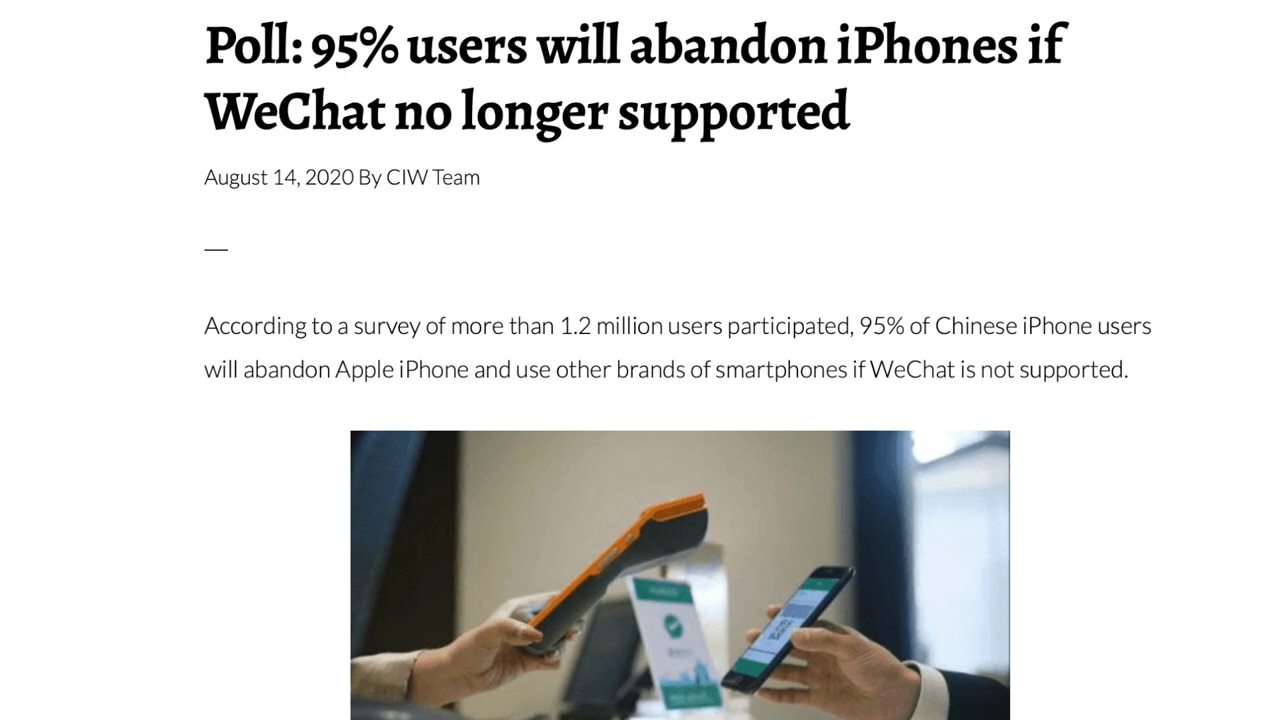 Poll: 95% users will abandon iPhones if
WeChat no longer supported
August 14, 2020 By CIW Team
According to a survey of more than 1.2 million users participated, 95% of Chinese iPhone users
will abandon Apple iPhone and use other brands of smartphones if WeChat is not supported.